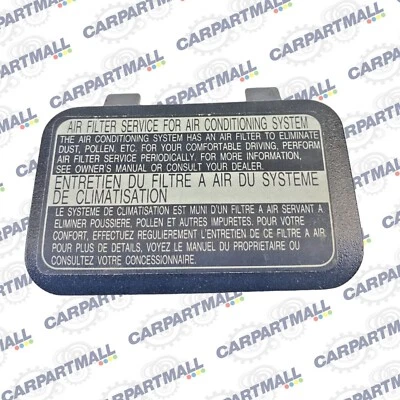 CARPARTMALL
AIR FILTER SERVICE FOR AIR CONDITIONING SYSTEM
THE AIR CONDITIONING SYSTEM HAS AN AIR FILTER TO ELIMINATE
DUST, POLLEN, ETC. FOR YOUR COMFORTABLE DRIVING, PERFORM
AIR FILTER SERVICE PERIODICALLY. FOR MORE INFORMATION,
SEE OWNER'S MANUAL OR CONSULT YOUR DEALER.
ENTRETIEN DU FILTRE A AIR DU SYSTEME
DE CLIMATISATION
LE SYSTEME DE CLIMATISATION EST MUNI D'UN FILTRE A AIR SERVANT A
ELIMINER POUSSIERE, POLLEN ET AUTRES IMPURETES. POUR VOTRE
CONFORT, EFFECTUEZ REGULIEREMENT L'ENTRETIEN DE CE FILTRE A AIR
POUR PLUS DE DETAILS, VOYEZ LE MANUEL DU PROPRIETAIRE OU
CONSULTEZ VOTRE CONCESSIONNAIRE.